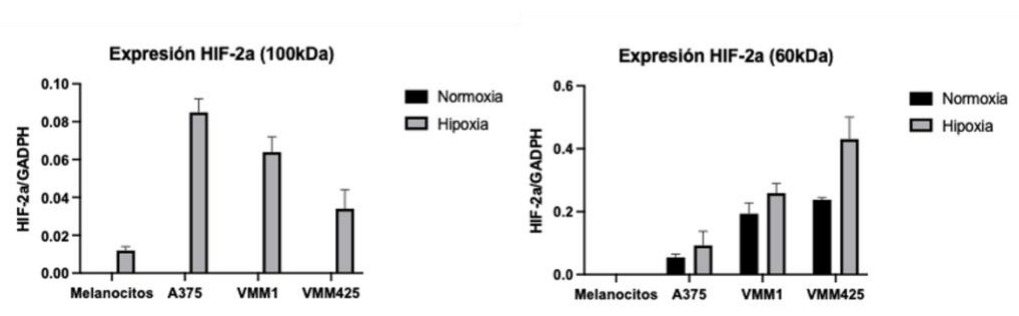 Expresión HIF-2a (100kDa)
HIF-2a/GADPH
0.10
0.08
0.06
0.04
0.02
0.00
Melanocitos A375 VMM1 VMM425
Normoxia
Hipoxia
Expresión HIF-2a (60kDa)
HIF-2a/GADPH
0.6
0.4
0.2
0.0
Melanocitos A375 VMM1 VMM425
Normoxia
Hipoxia